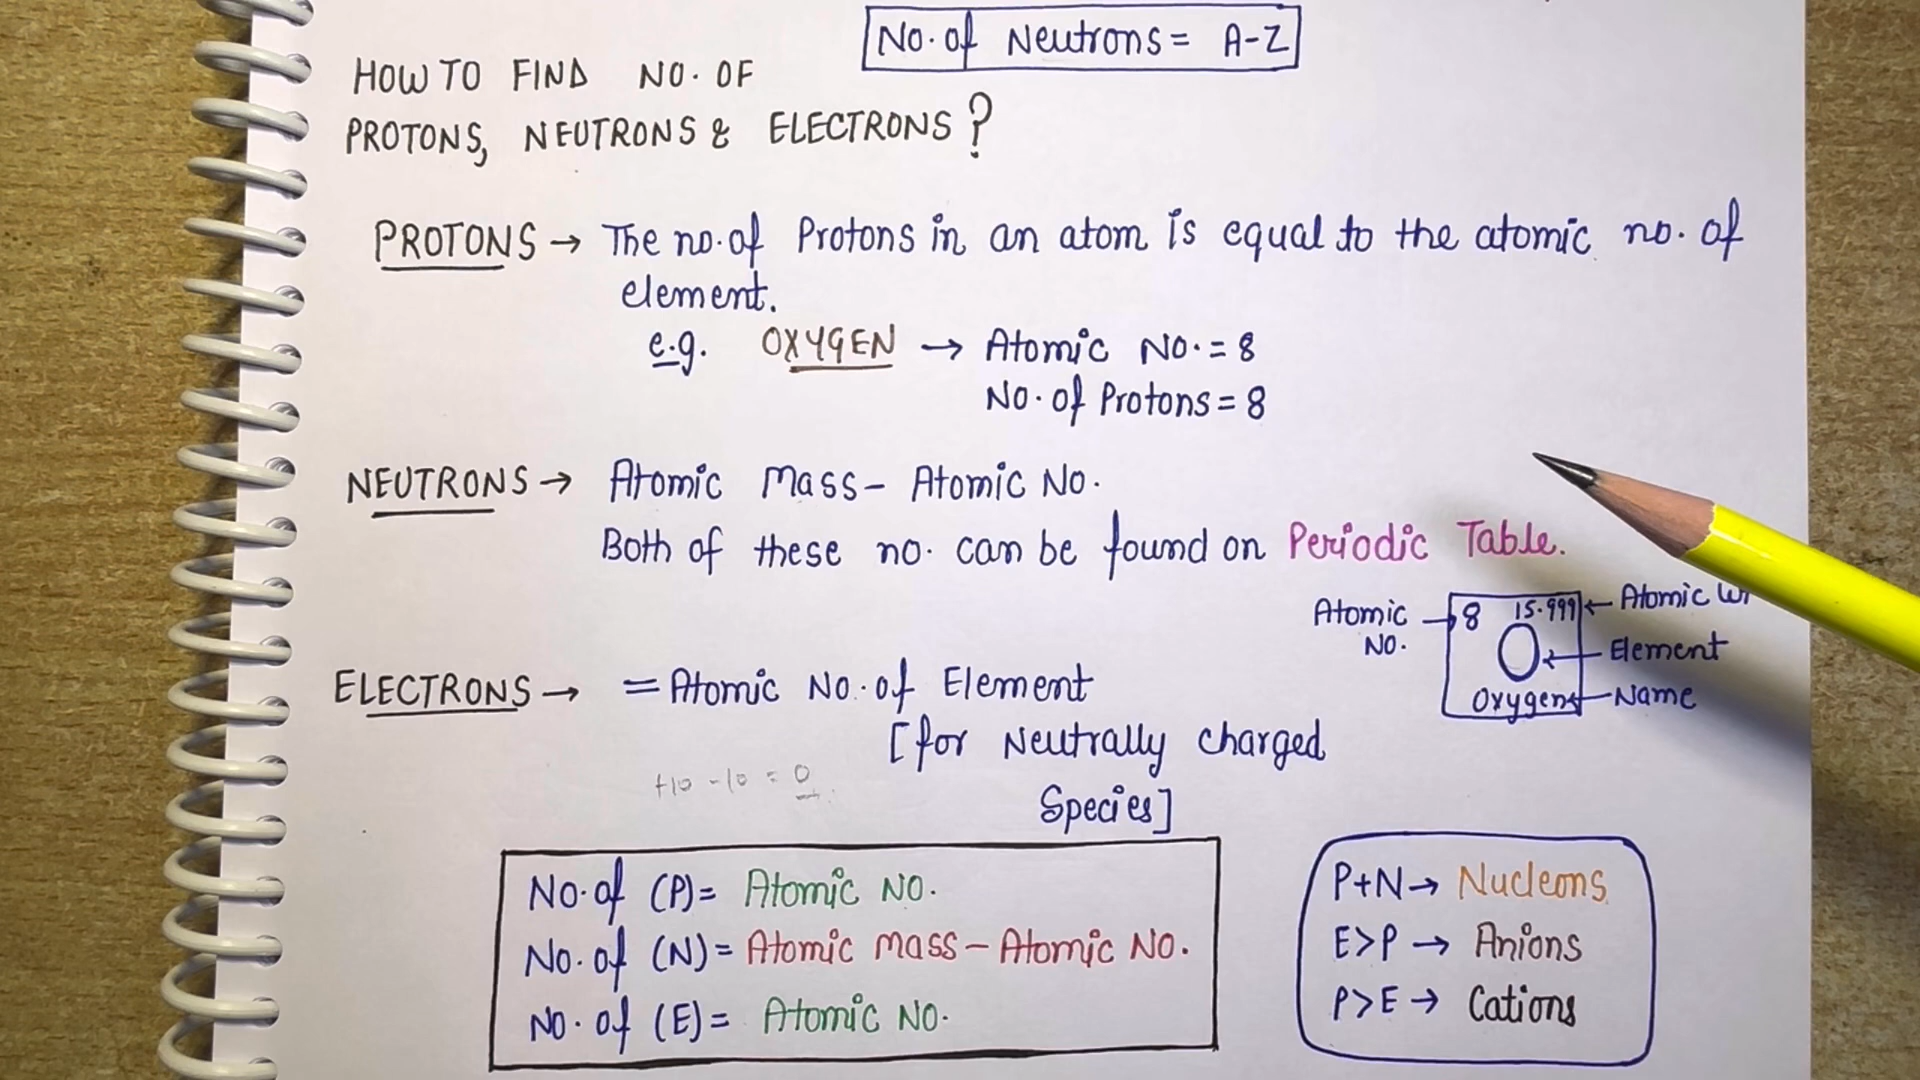 No. of Neutrons = A-Z
HOW TO FIND NO. OF
PROTONS, NEUTRONS & ELECTRONS?
PROTONS → The no. of Protons in an atom is equal to the atomic no. of
element.
e.g. OXYGEN → Atomic No. = 8
No. of Protons = 8
NEUTRONS → Atomic Mass - Atomic No.
Both of these no. can be found on Periodic Table.
Atomic No. → 8 15.999 ← Atomic
O ← Element
Oxygen ← Name
ELECTRONS → = Atomic No. of Element
[for Neutrally charged
Species]
+10 -10 = 0
No. of (P) = Atomic No.
No. of (N) = Atomic mass - Atomic No.
No. of (E) = Atomic No.
P+N → Nucleons
E>P → Anions
P>E → Cations